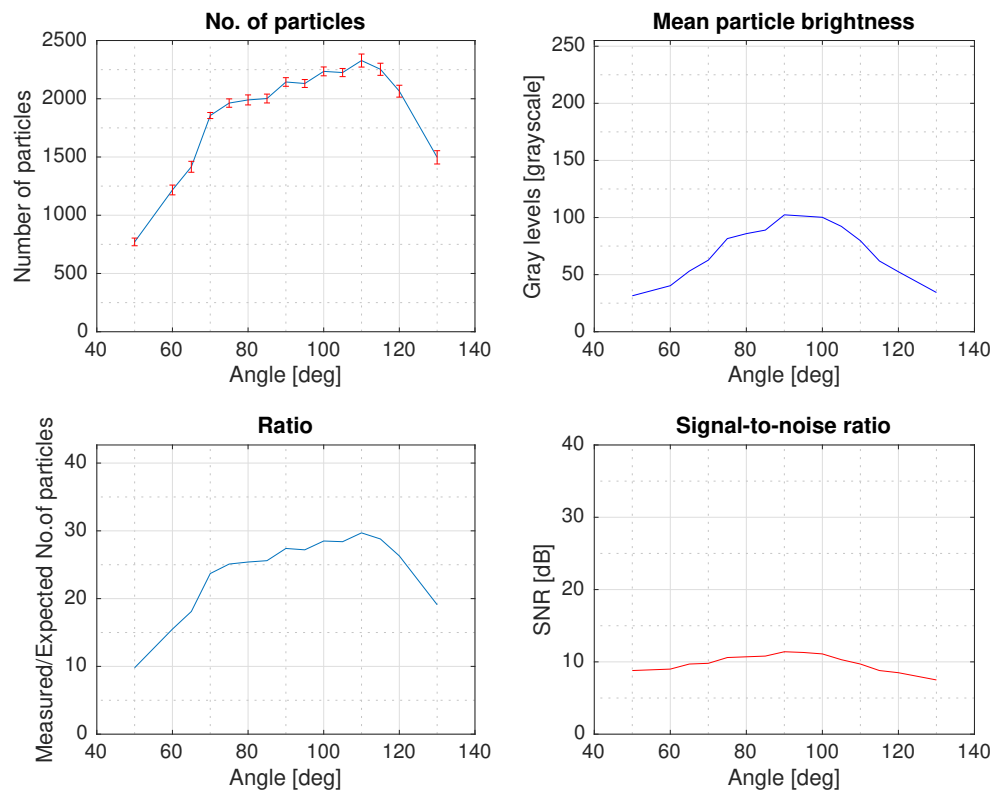 No. of particles
Number of particles
2500
2000
1500
1000
500
0
40 60 80 100 120 140
Angle [deg]
Mean particle brightness
Gray levels [grayscale]
250
200
150
100
50
0
40 60 80 100 120 140
Angle [deg]
Ratio
Measured/Expected No.of particles
40
30
20
10
0
40 60 80 100 120 140
Angle [deg]
Signal-to-noise ratio
SNR [dB]
40
30
20
10
0
40 60 80 100 120 140
Angle [deg]